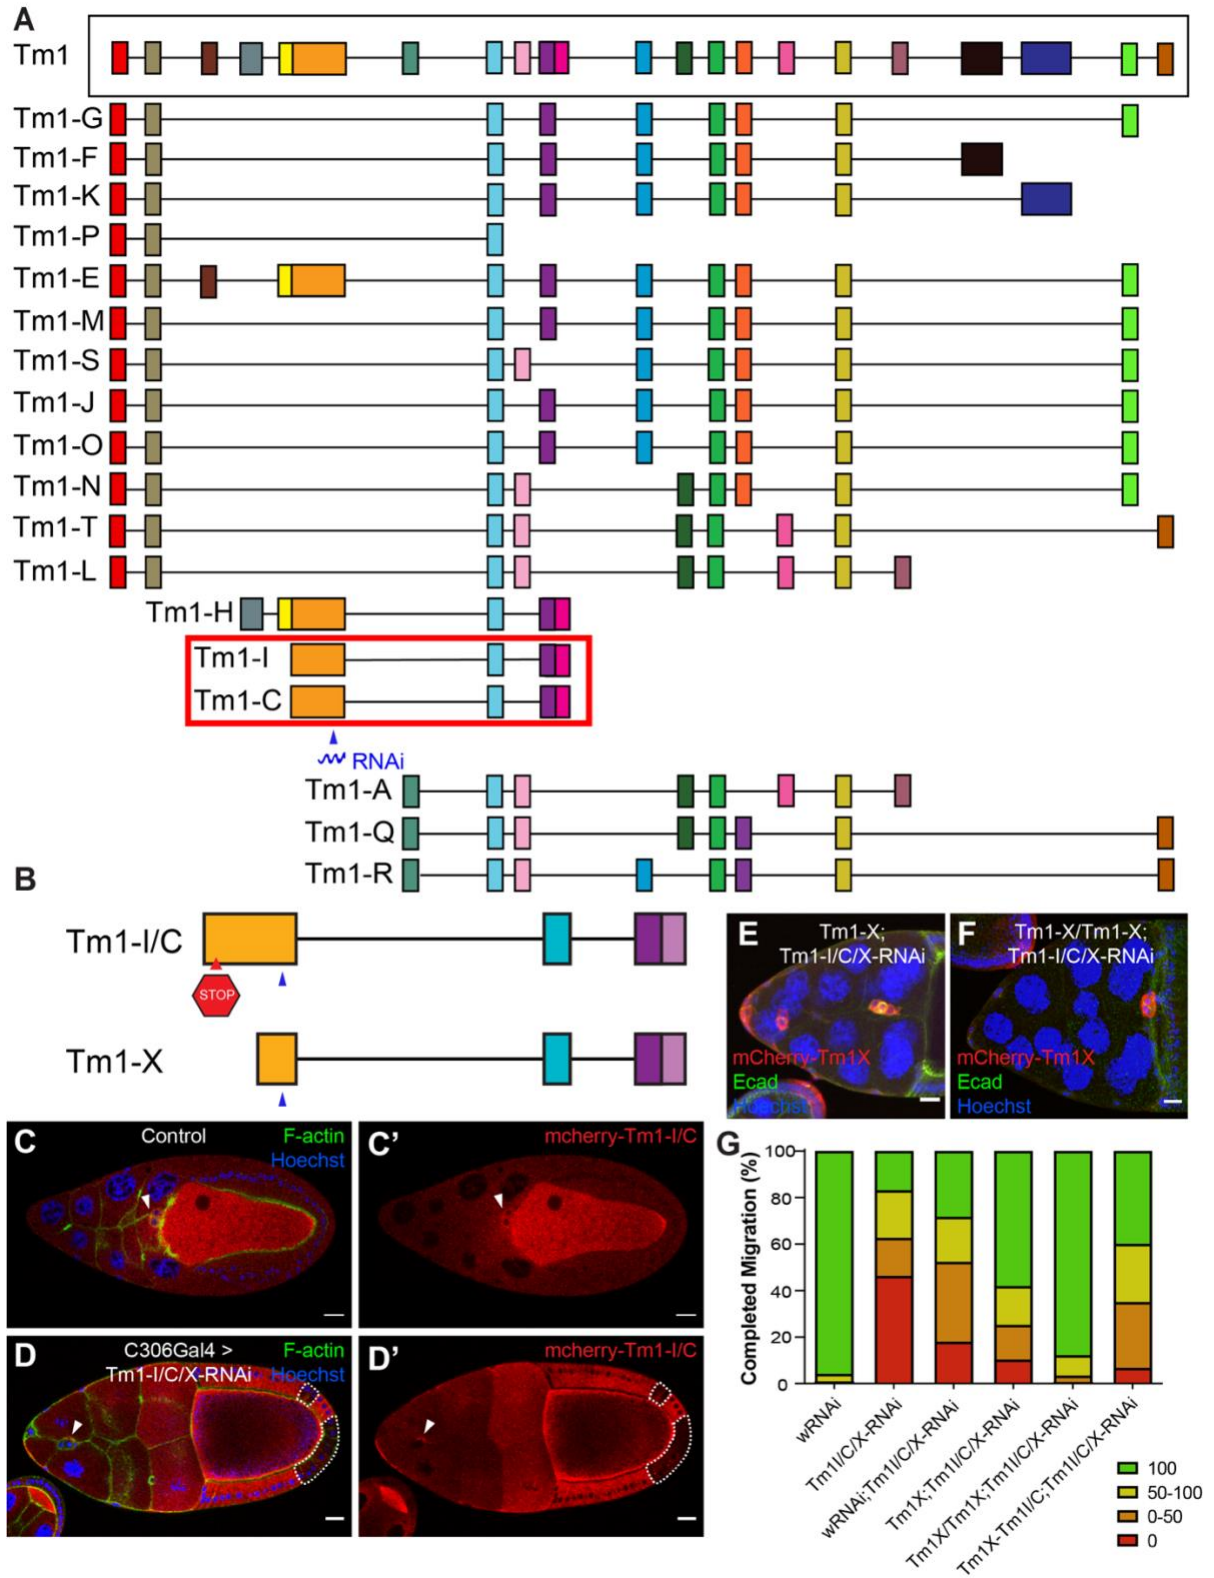 A
Tm1
Tm1-G
Tm1-F
Tm1-K
Tm1-P
Tm1-E
Tm1-M
Tm1-S
Tm1-J
Tm1-O
Tm1-N
Tm1-T
Tm1-L
Tm1-H
Tm1-I
Tm1-C
RNAi
Tm1-A
Tm1-Q
Tm1-R
B
Tm1-I/C
STOP
Tm1-X
E
Tm1-X;
Tm1-I/C/X-RNAi
mCherry-Tm1X
Ecad
Hoechst
F
Tm1-X/Tm1-X;
Tm1-I/C/X-RNAi
mCherry-Tm1X
Ecad
Hoechst
C
Control
F-actin
Hoechst
C’
mcherry-Tm1-I/C
D
C306Gal4 >
Tm1-I/C/X-RNAi
F-actin
Hoechst
D’
mcherry-Tm1-I/C
G
Completed Migration (%)
100
80
60
40
20
0
wRNAi
Tm1I/C/X-RNAi
wRNAi;Tm1I/C/X-RNAi
Tm1X;Tm1I/C/X-RNAi
Tm1X/Tm1X;Tm1I/C/X-RNAi
Tm1X-Tm1I/C;Tm1I/C/X-RNAi
100
50-100
0-50
0